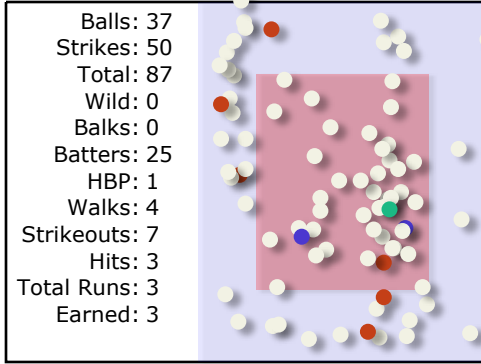 Balls: 37
Strikes: 50
Total: 87
Wild: 0
Balks: 0
Batters: 25
HBP: 1
Walks: 4
Strikeouts: 7
Hits: 3
Total Runs: 3
Earned: 3